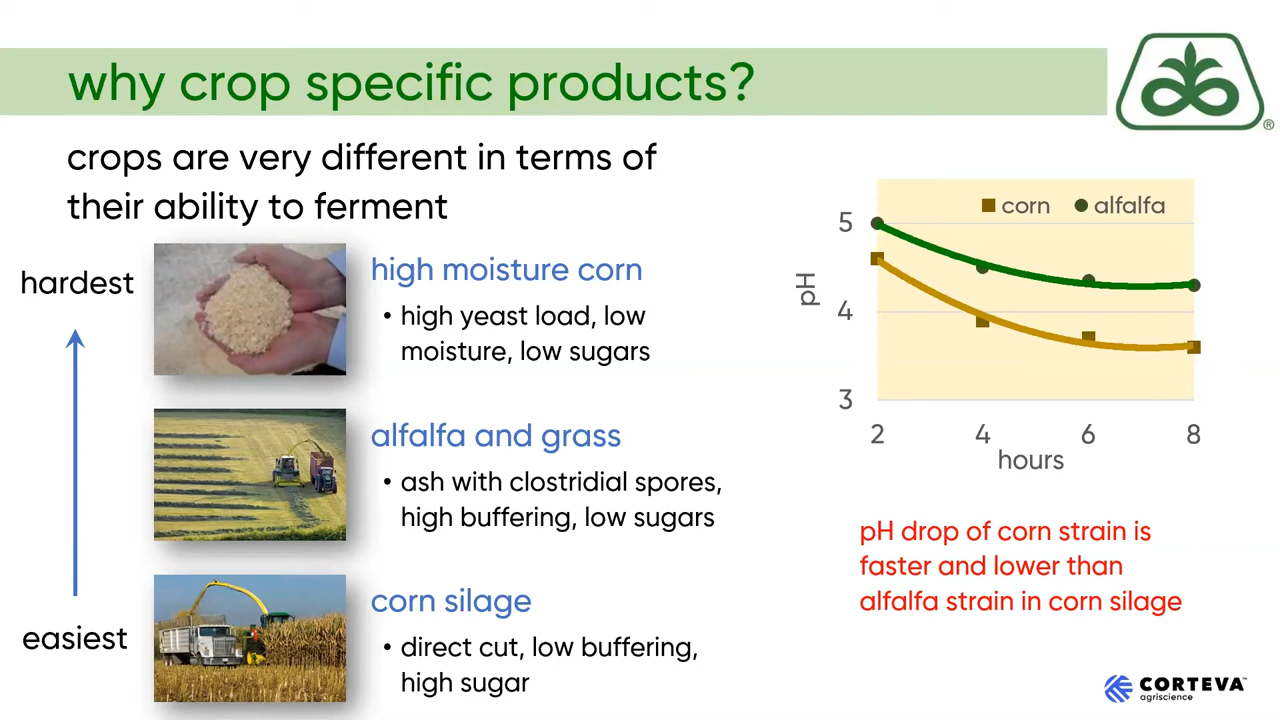 why crop specific products?
®
crops are very different in terms of
their ability to ferment
hardest
high moisture corn
• high yeast load, low
moisture, low sugars
alfalfa and grass
• ash with clostridial spores,
high buffering, low sugars
corn silage
easiest
• direct cut, low buffering,
high sugar
corn alfalfa
5
pH
4
3
2 4 6 8
hours
pH drop of corn strain is
faster and lower than
alfalfa strain in corn silage
CORTEVA™
agriscience